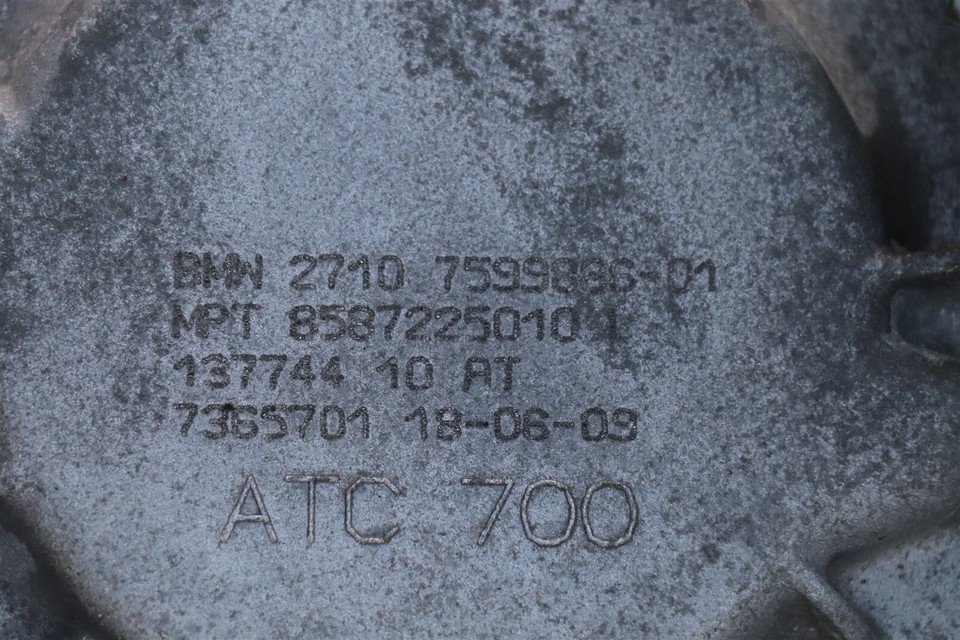 BMW 2710 7599886-01
MPT 8587225010 L
137744 10 AT
7365701 18-06-09
ATC 700